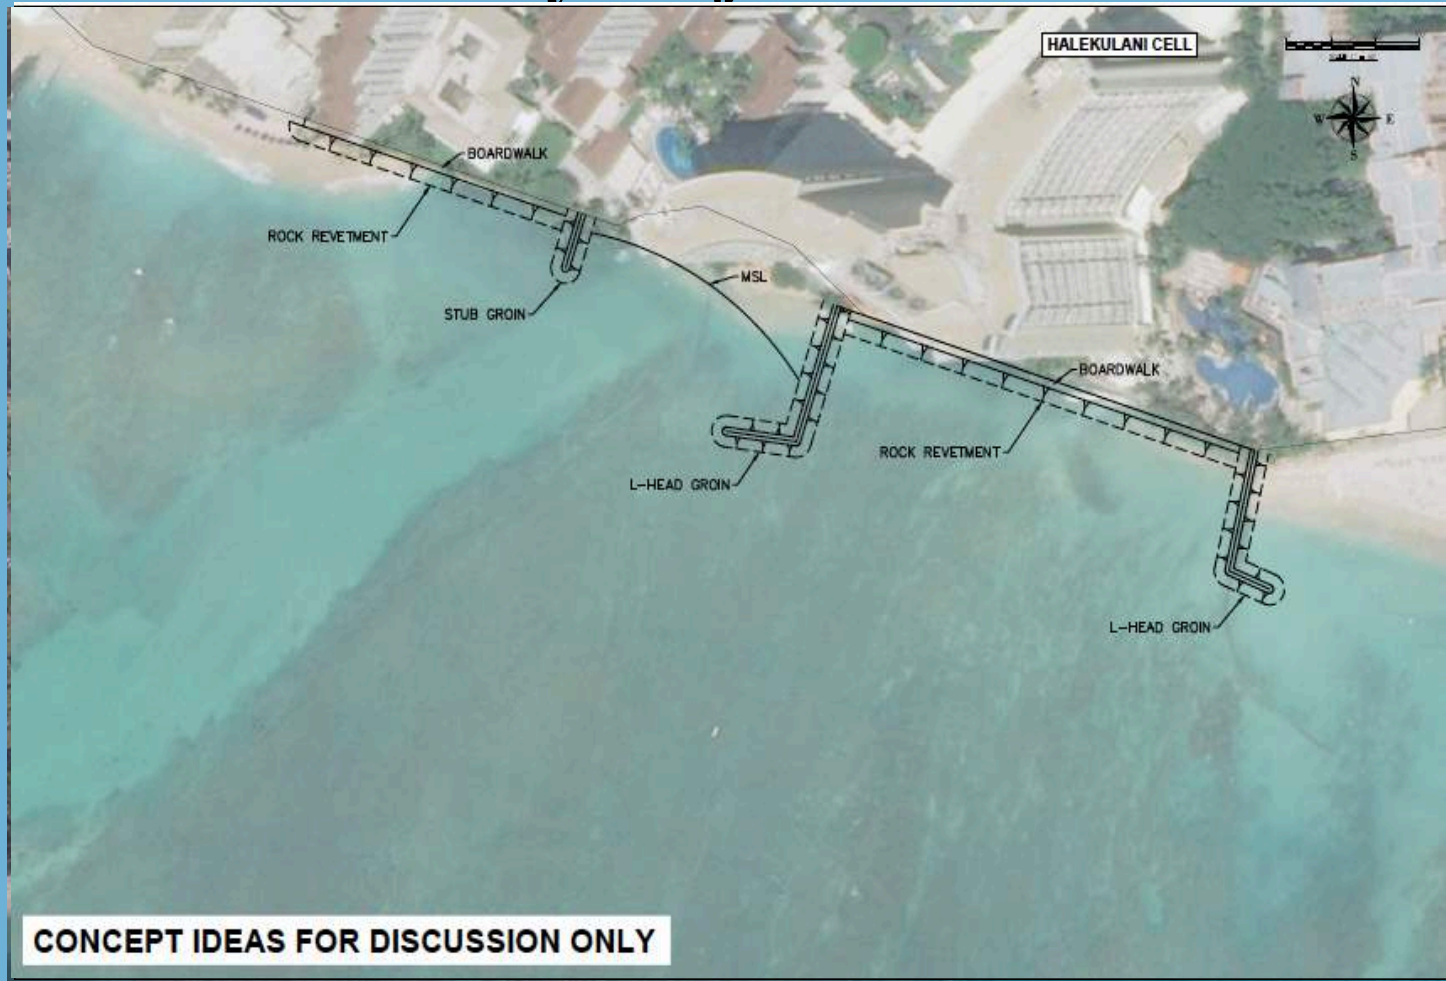 HALEKULANI CELL
N
W
E
S
BOARDWALK
ROCK REVETMENT
MSL
STUB GROIN
BOARDWALK
ROCK REVETMENT
L-HEAD GROIN
L-HEAD GROIN
CONCEPT IDEAS FOR DISCUSSION ONLY